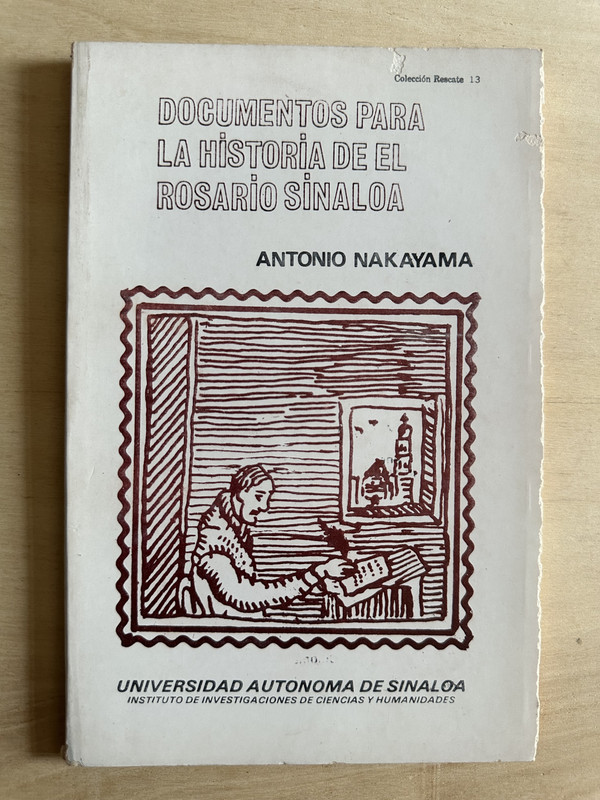 Colección Rescate 13
DOCUMENTOS PARA
LA HISTORIA DE EL
ROSARIO SINALOA
ANTONIO NAKAYAMA
UNIVERSIDAD AUTONOMA DE SINALOA
INSTITUTO DE INVESTIGACIONES DE CIENCIAS Y HUMANIDADES